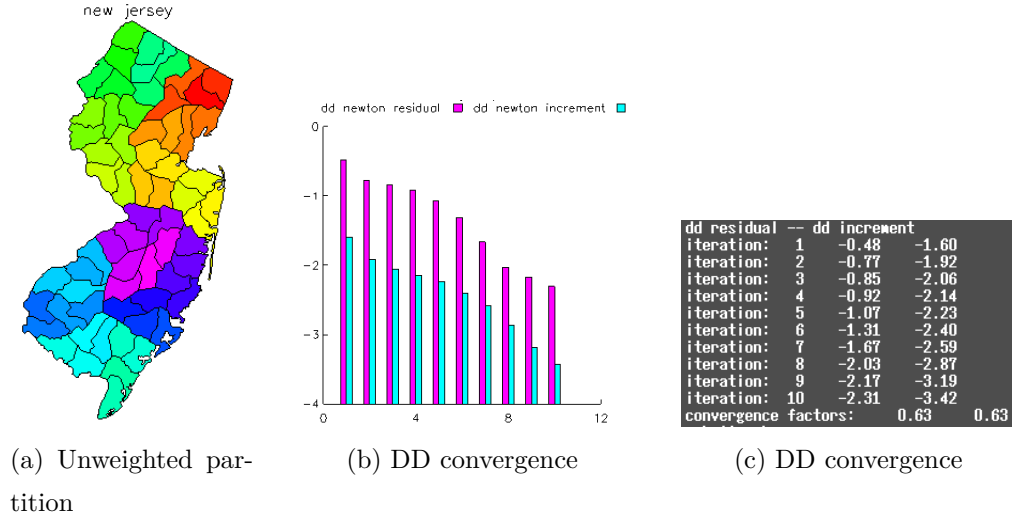 new jersey
dd newton residual dd newton increment
0
-1
-2
-3
-4
0 4 8 12
dd residual -- dd increment
iteration: 1 -0.48 -1.60
iteration: 2 -0.77 -1.92
iteration: 3 -0.85 -2.06
iteration: 4 -0.92 -2.14
iteration: 5 -1.07 -2.23
iteration: 6 -1.31 -2.40
iteration: 7 -1.67 -2.59
iteration: 8 -2.03 -2.87
iteration: 9 -2.17 -3.19
iteration: 10 -2.31 -3.42
convergence factors: 0.63 0.63
(a) Unweighted par-
tition
(b) DD convergence
(c) DD convergence